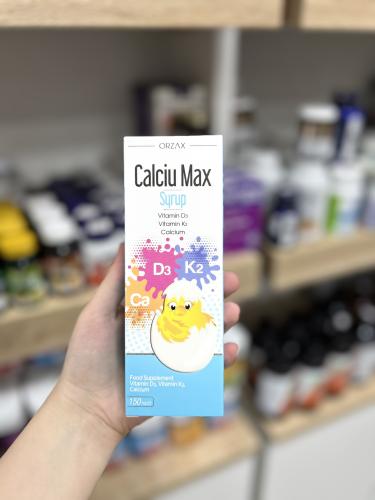 ORZAX
Calciu Max
Syrup
Vitamin D3
Vitamin K2
Calcium
D3
K2
Ca
Food Supplement
Vitamin D3, Vitamin K2,
Calcium